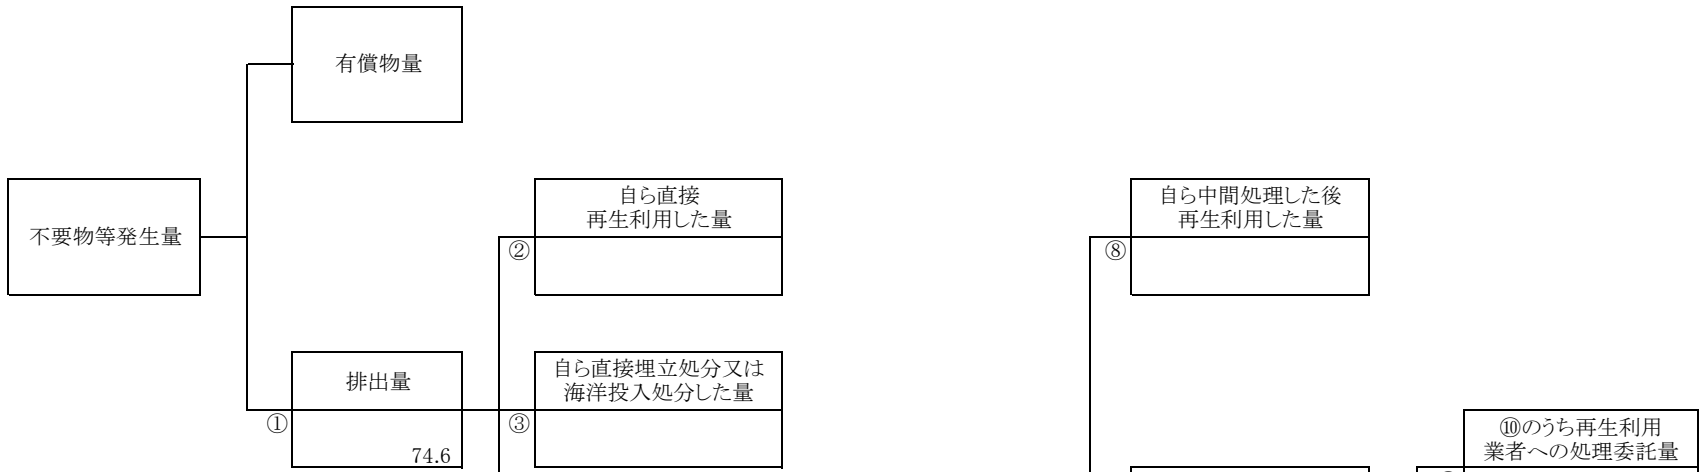 有償物量
自ら直接
再生利用した量
自ら中間処理した後
再生利用した量
不要物等発生量
②
⑧
排出量
自ら直接埋立処分又は
海洋投入処分した量
①
③
⑩のうち再生利用
業者への処理委託量
74.6